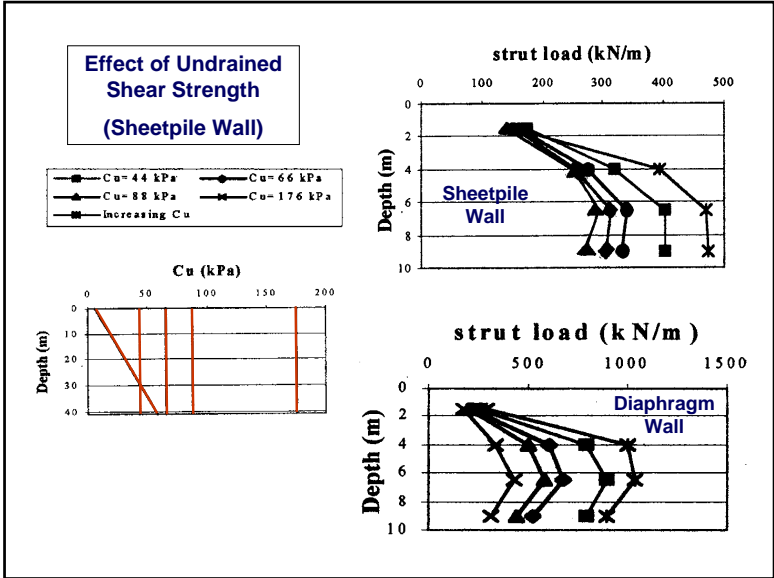 Effect of Undrained
Shear Strength
(Sheetpile Wall)
Cu= 44 kPa
Cu= 66 kPa
Cu= 88 kPa
Cu= 176 kPa
Increasing Cu
Cu (kPa)
0 50 100 150 200
Depth (m)
0
10
20
30
40
strut load (kN/m)
0 100 200 300 400 500
Depth (m)
0
2
4
6
8
10
Sheetpile
Wall
strut load (kN/m)
0 500 1000 1500
Depth (m)
0
2
4
6
8
10
Diaphragm
Wall